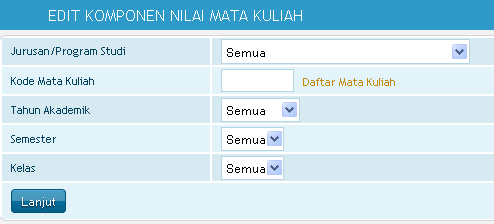 EDIT KOMPONEN NILAI MATA KULIAH
Jurusan/Program Studi Semua
Kode Mata Kuliah Daftar Mata Kuliah
Tahun Akademik Semua
Semester Semua
Kelas Semua
Lanjut